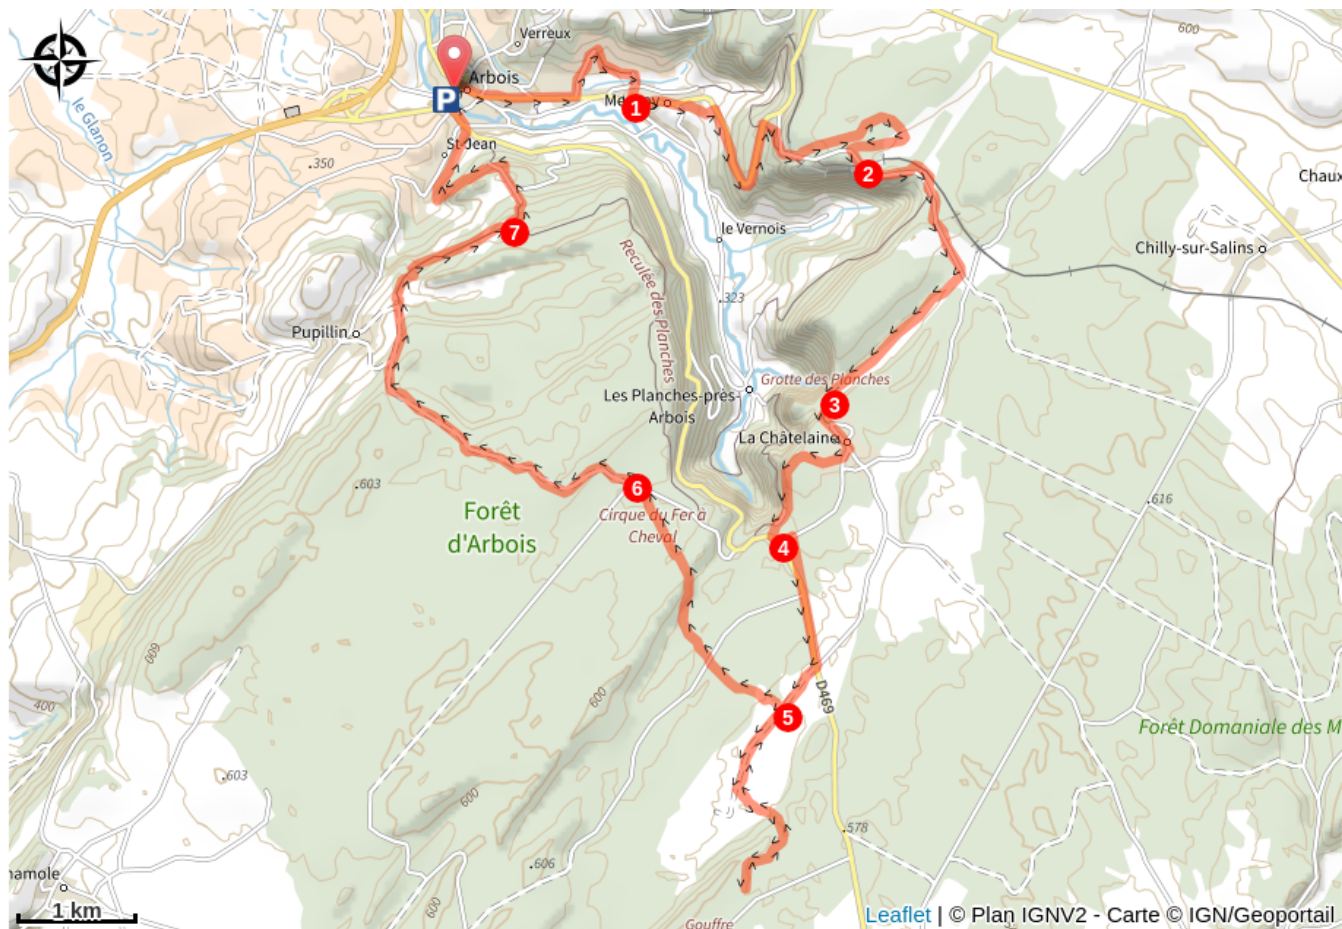 Verreux
600
Arbois
P
le Glanon
Mesnay
1
St Jean
.350
2
Chaux
7
le Vernois
Chilly-sur-Salins
Reculée des Planches
.323
Pupillin
Grotte des Planches
Les Planches-près-
Arbois
3
La Châtelaine
.603
6
.616
Forêt
d'Arbois
Cirque du Fer à
Cheval
4
600
600
D469
400
5
Forêt Domaniale des M
.603
600
.578
.606
hamole
600
1 km
Gouffre
Leaflet | © Plan IGNV2 - Carte © IGN/Geoportail